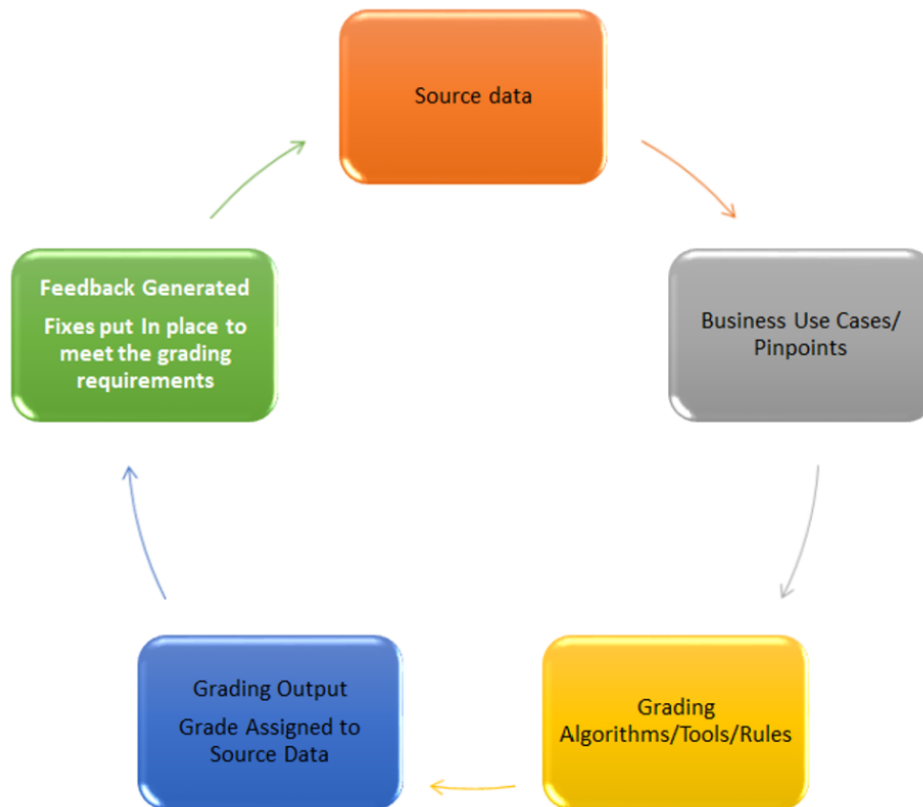 Source data
Business Use Cases/
Pinpoints
Grading
Algorithms/Tools/Rules
Grading Output
Grade Assigned to
Source Data
Feedback Generated
Fixes put In place to
meet the grading
requirements